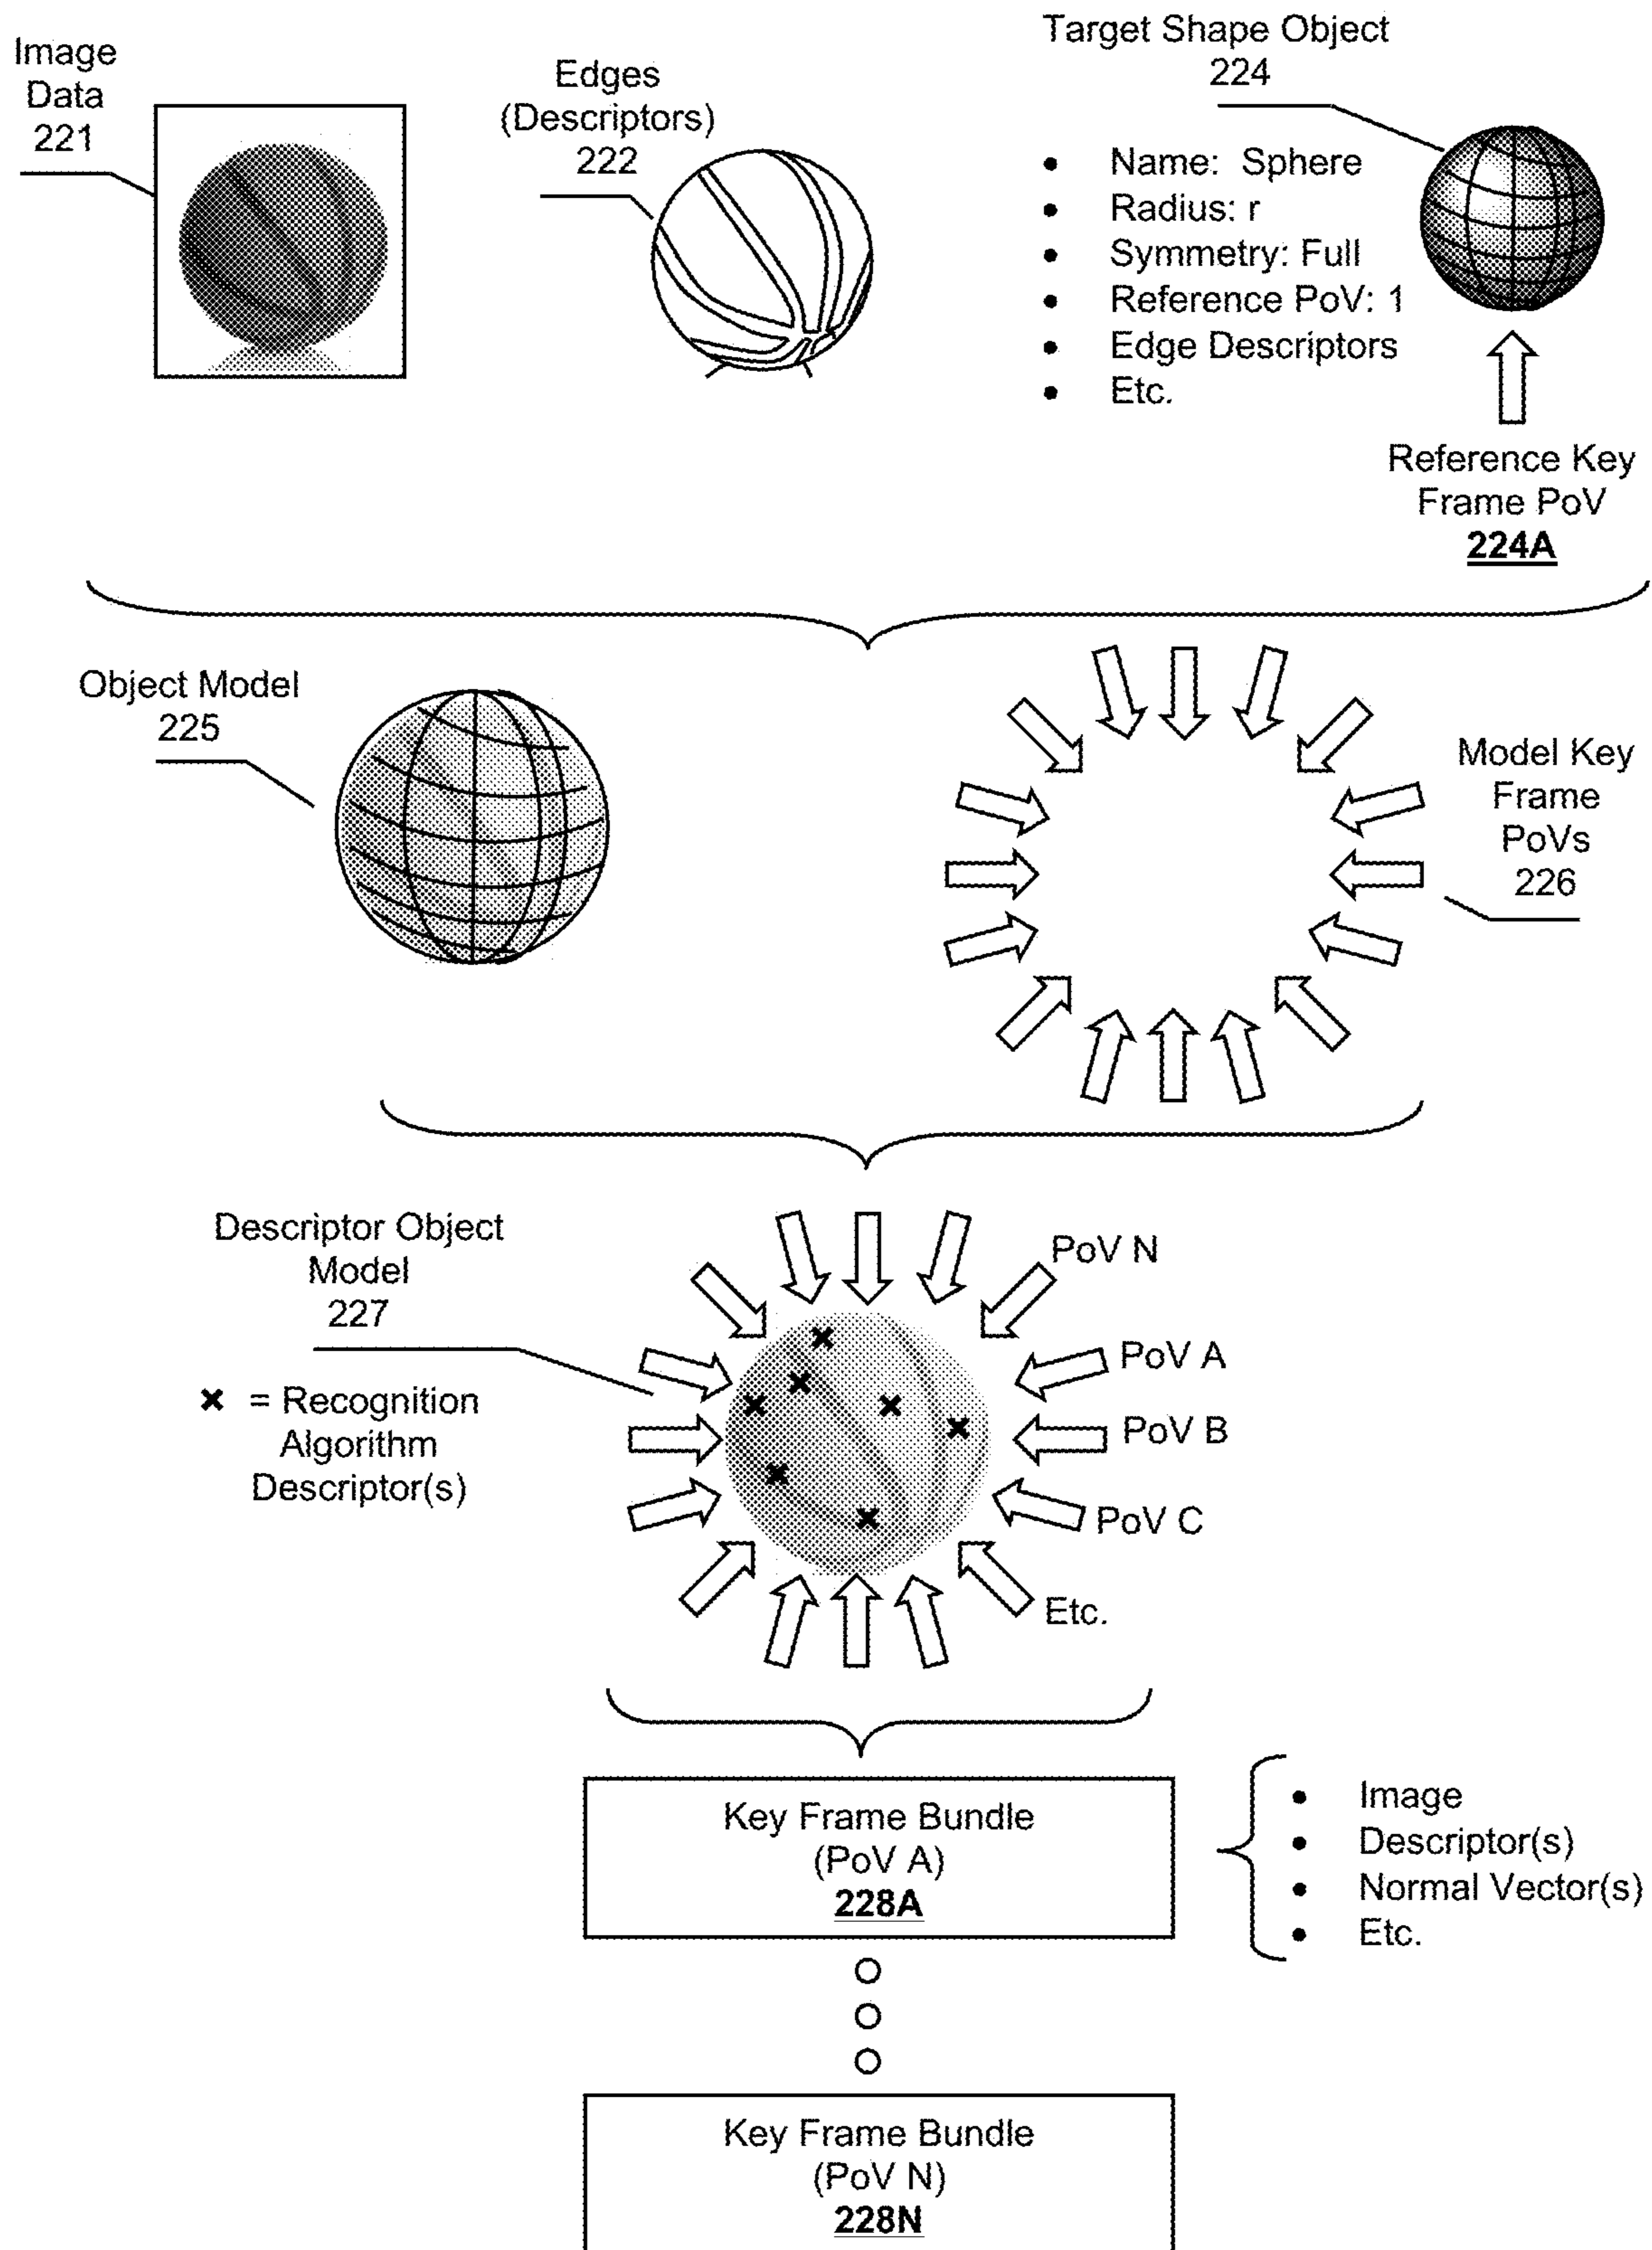 Image
Data
221
Edges
(Descriptors)
222
Target Shape Object
224
• Name: Sphere
• Radius: r
• Symmetry: Full
• Reference PoV: 1
• Edge Descriptors
• Etc.
Reference Key
Frame PoV
224A
Object Model
225
Model Key
Frame
PoVs
226
Descriptor Object
Model
227
× = Recognition
Algorithm
Descriptor(s)
PoV N
PoV A
PoV B
PoV C
Etc.
Key Frame Bundle
(PoV A)
228A
• Image
• Descriptor(s)
• Normal Vector(s)
• Etc.
Key Frame Bundle
(PoV N)
228N